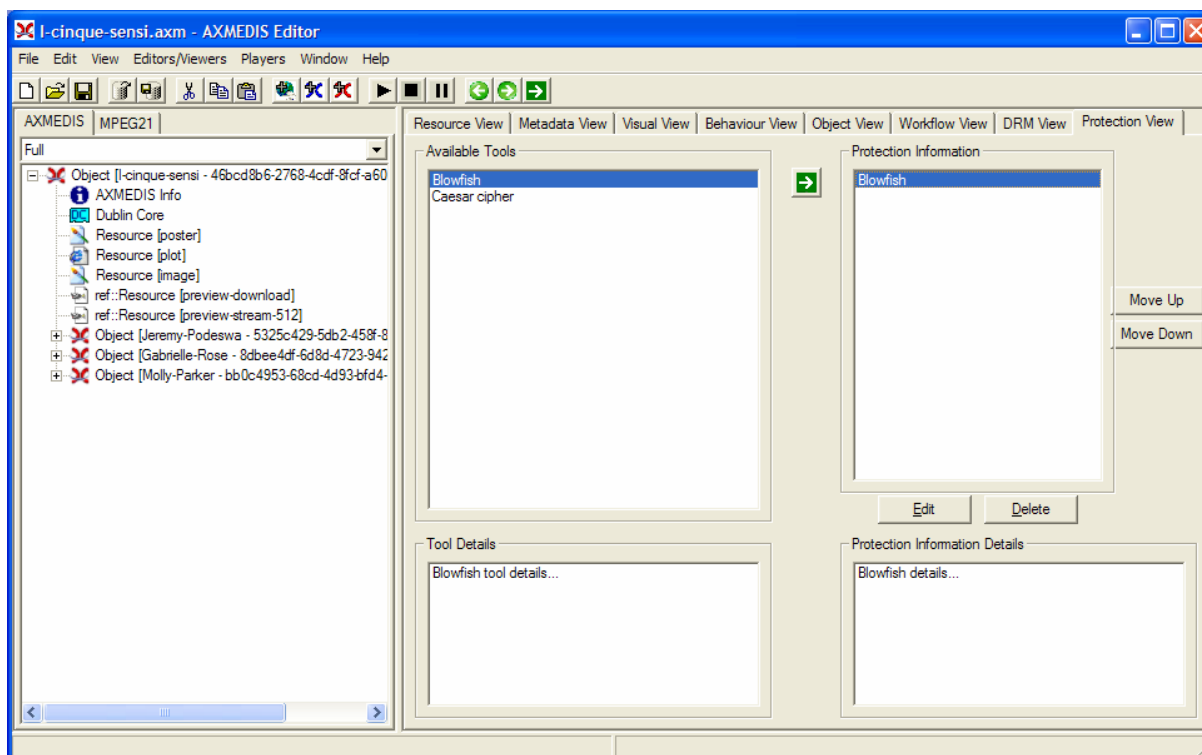 I-cinque-sensi.axm - AXMEDIS Editor
File Edit View Editors/Viewers Players Window Help
AXMEDIS MPEG21
Full
Object [I-cinque-sensi - 46bcd8b6-2768-4cdf-8fcf-a60
AXMEDIS Info
DC Dublin Core
Resource [poster]
Resource [plot]
Resource [image]
ref::Resource [preview-download]
ref::Resource [preview-stream-512]
Object [Jeremy-Podeswa - 5325c429-5db2-458f-8
Object [Gabrielle-Rose - 8dbee4df-6d8d-4723-942
Object [Molly-Parker - bb0c4953-68cd-4d93-bfd4-
Resource View Metadata View Visual View Behaviour View Object View Workflow View DRM View Protection View
Available Tools
Blowfish
Caesar cipher
Protection Information
Blowfish
Move Up
Move Down
Edit Delete
Tool Details
Blowfish tool details...
Protection Information Details
Blowfish details...